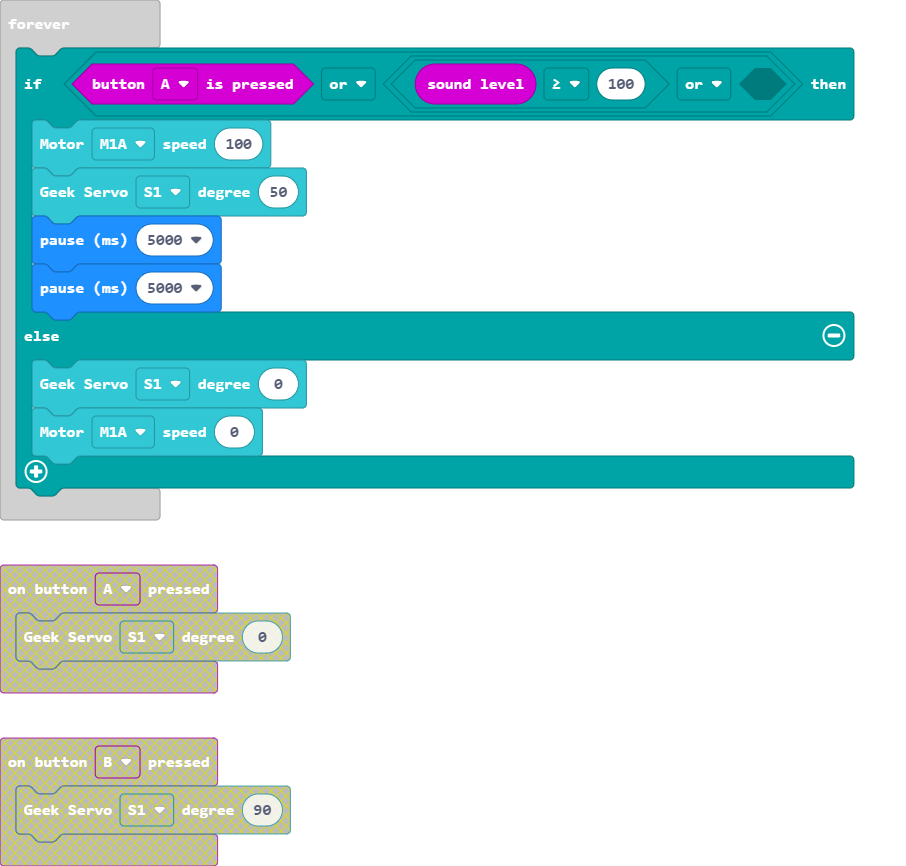 forever
if button A is pressed or sound level ≥ 100 or then
Motor M1A speed 100
Geek Servo S1 degree 50
pause (ms) 5000
pause (ms) 5000
else
Geek Servo S1 degree 0
Motor M1A speed 0
on button A pressed
Geek Servo S1 degree 0
on button B pressed
Geek Servo S1 degree 90